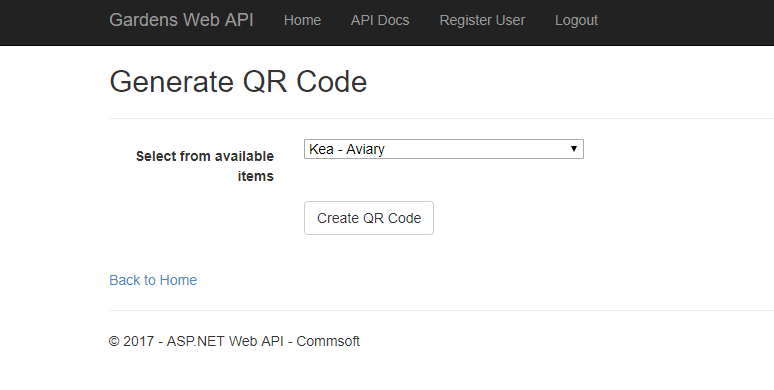 Gardens Web API Home API Docs Register User Logout
Generate QR Code
Select from available items
Kea - Aviary
Create QR Code
Back to Home
© 2017 - ASP.NET Web API - Commsoft